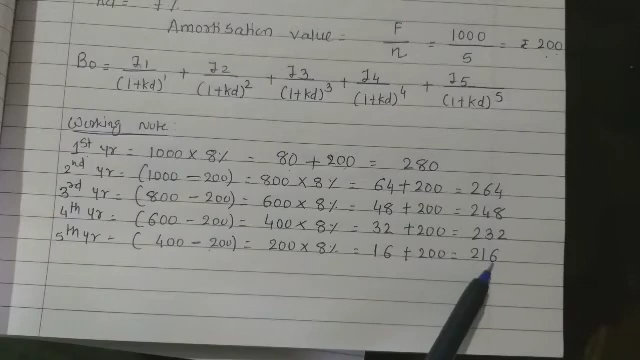 kd = 7%
Amortisation value = F/n = 1000/5 = ₹ 200
B0 = I1/(1+kd)^1 + I2/(1+kd)^2 + I3/(1+kd)^3 + I4/(1+kd)^4 + I5/(1+kd)^5
Working Note:
1st yr = 1000 × 8% = 80 + 200 = 280
2nd yr = (1000 - 200) = 800 × 8% = 64 + 200 = 264
3rd yr = (800 - 200) = 600 × 8% = 48 + 200 = 248
4th yr = (600 - 200) = 400 × 8% = 32 + 200 = 232
5th yr = (400 - 200) = 200 × 8% = 16 + 200 = 216